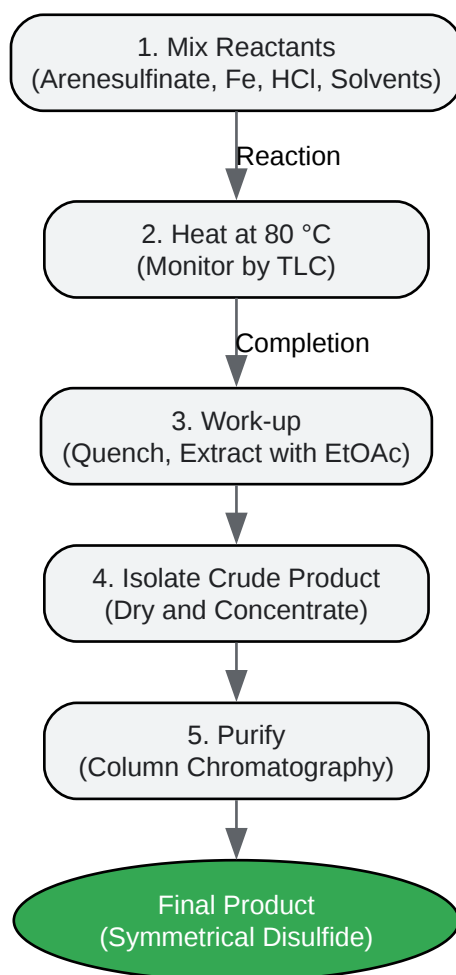 1. Mix Reactants
(Arenesulfinate, Fe, HCl, Solvents)
Reaction
2. Heat at 80 °C
(Monitor by TLC)
Completion
3. Work-up
(Quench, Extract with EtOAc)
4. Isolate Crude Product
(Dry and Concentrate)
5. Purify
(Column Chromatography)
Final Product
(Symmetrical Disulfide)